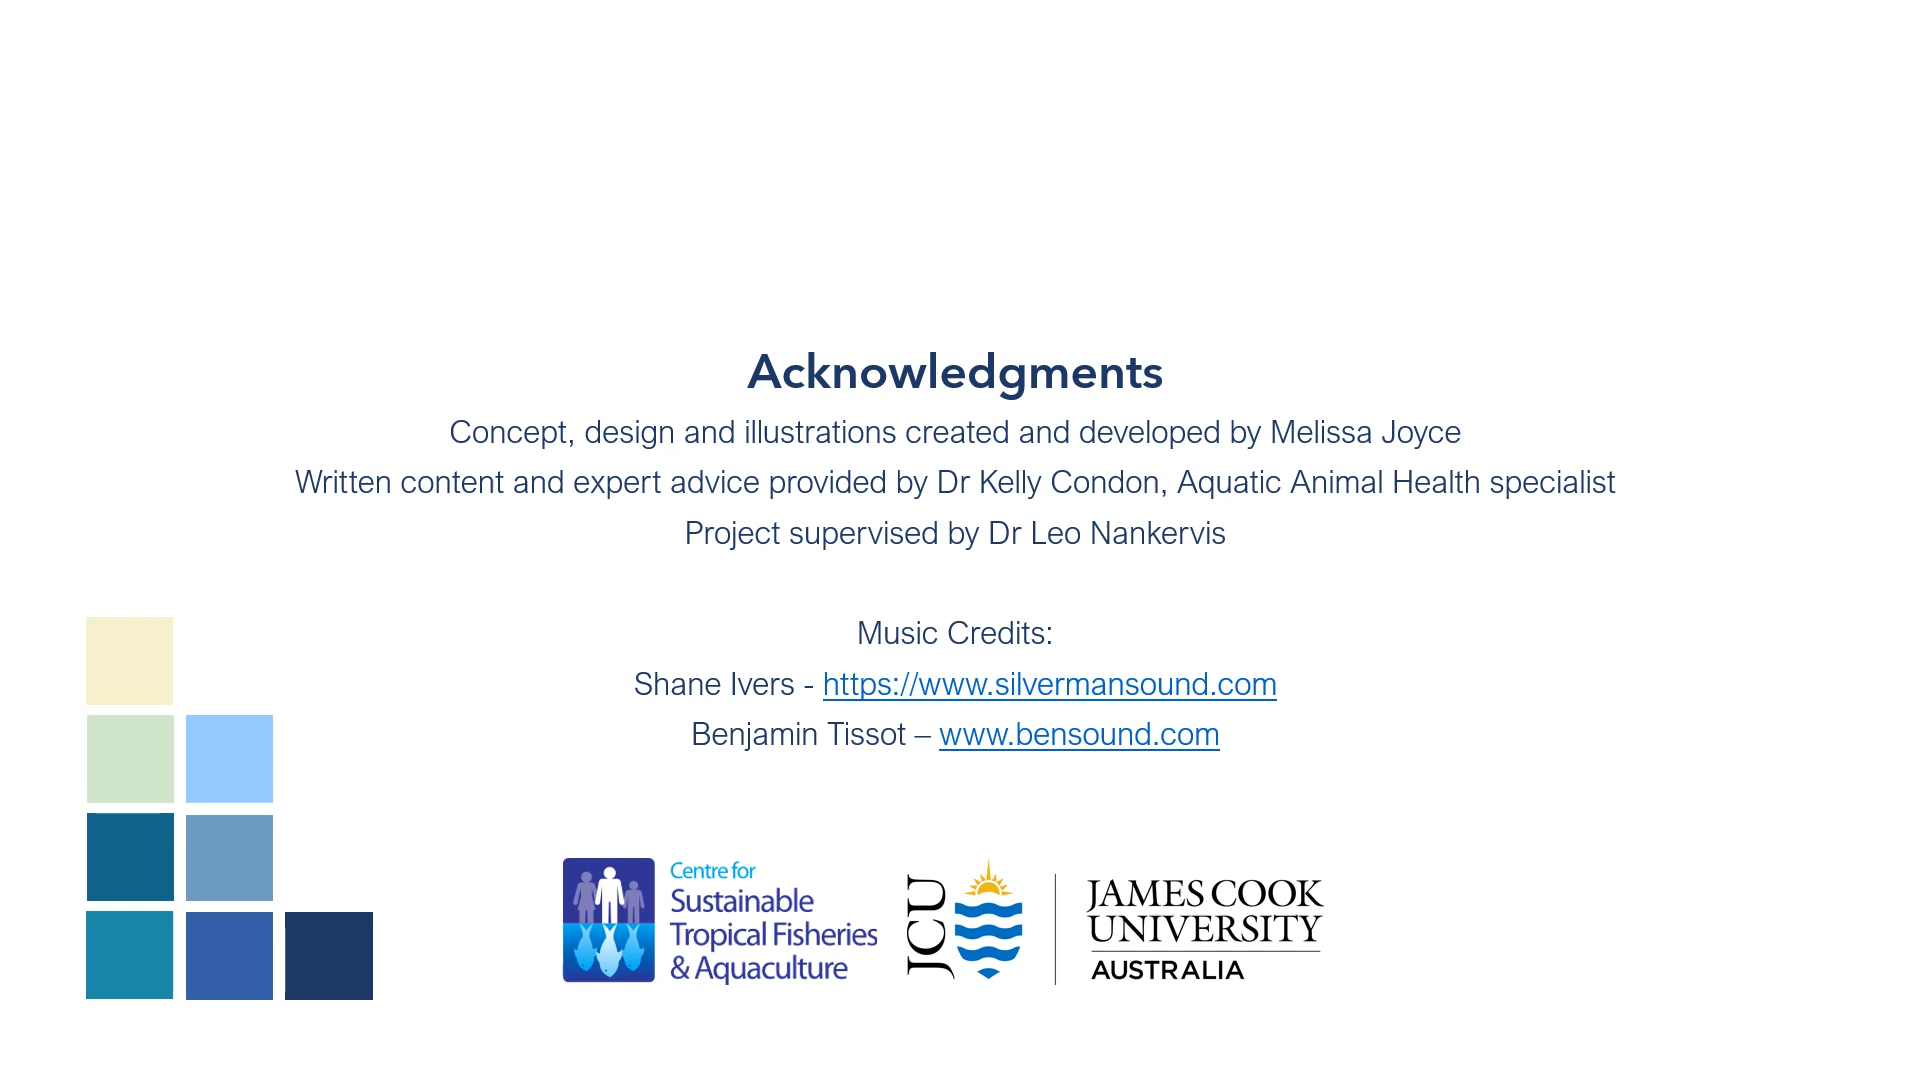 Acknowledgments
Concept, design and illustrations created and developed by Melissa Joyce
Written content and expert advice provided by Dr Kelly Condon, Aquatic Animal Health specialist
Project supervised by Dr Leo Nankervis
Music Credits:
Shane Ivers - https://www.silvermansound.com
Benjamin Tissot – www.bensound.com
Centre for
Sustainable
Tropical Fisheries
& Aquaculture
JCU
JAMES COOK
UNIVERSITY
AUSTRALIA